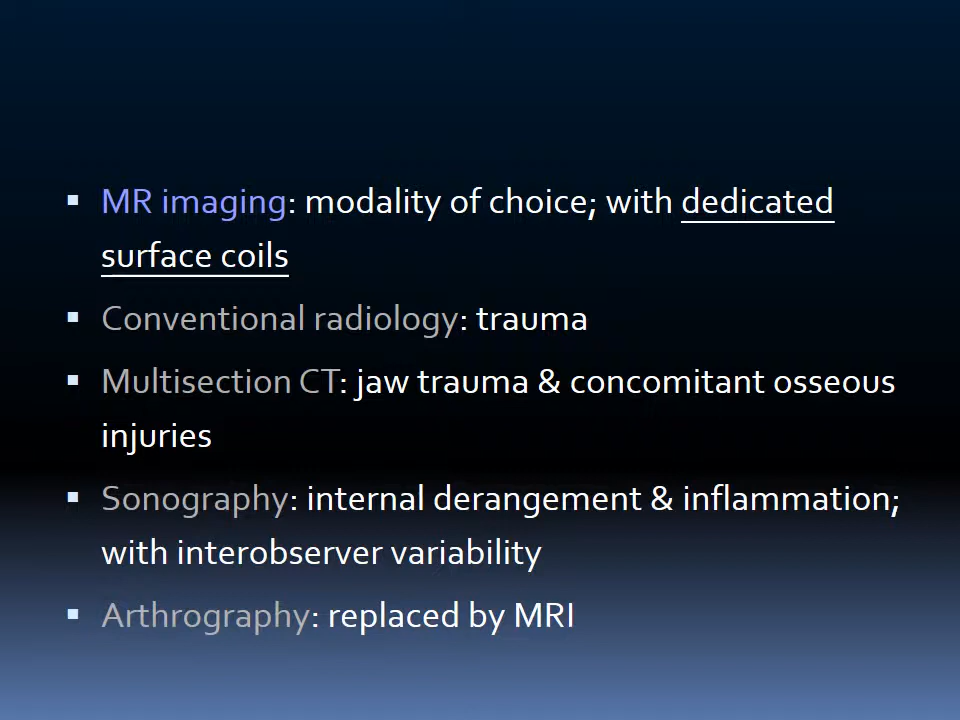 ▪ MR imaging: modality of choice; with dedicated
surface coils
▪ Conventional radiology: trauma
▪ Multisection CT: jaw trauma & concomitant osseous
injuries
▪ Sonography: internal derangement & inflammation;
with interobserver variability
▪ Arthrography: replaced by MRI